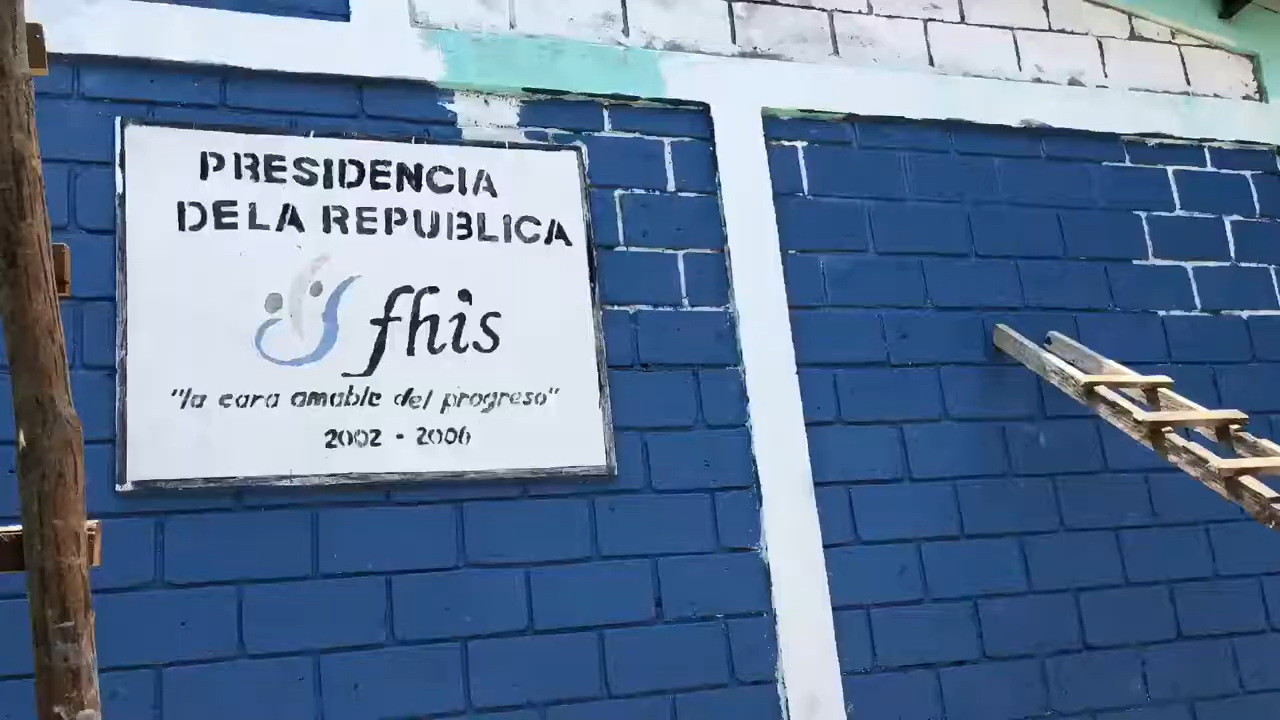 PRESIDENCIA
DELA REPUBLICA
fhis
"la cara amable del progreso"
2002 - 2006